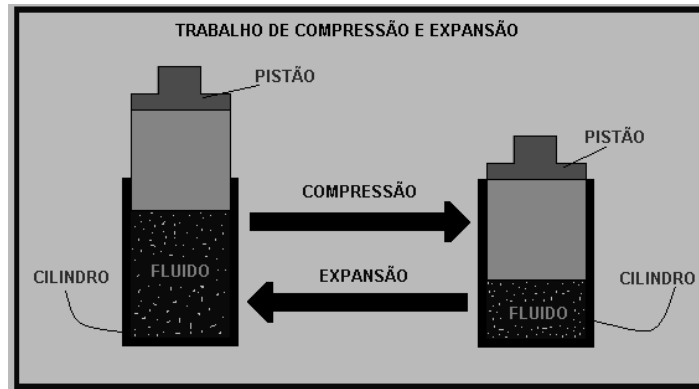 TRABALHO DE COMPRESSÃO E EXPANSÃO
PISTÃO
PISTÃO
COMPRESSÃO
FLUIDO
EXPANSÃO
CILINDRO
CILINDRO
FLUIDO